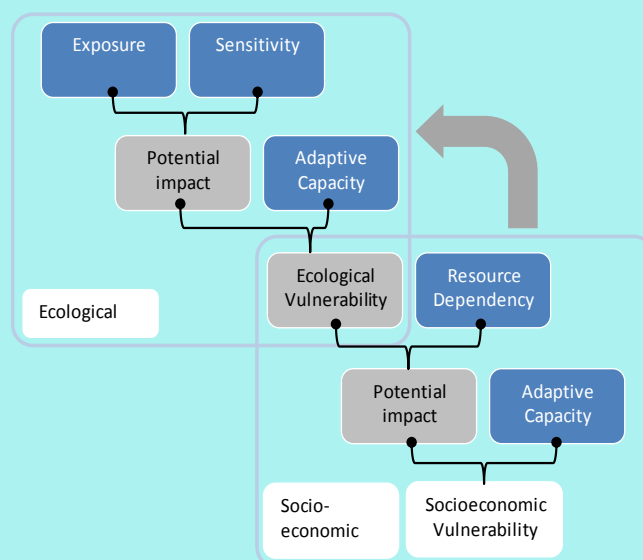 Exposure
Sensitivity
Potential
impact
Adaptive
Capacity
Ecological
Vulnerability
Resource
Dependency
Ecological
Potential
impact
Adaptive
Capacity
Socio-
economic
Socioeconomic
Vulnerability